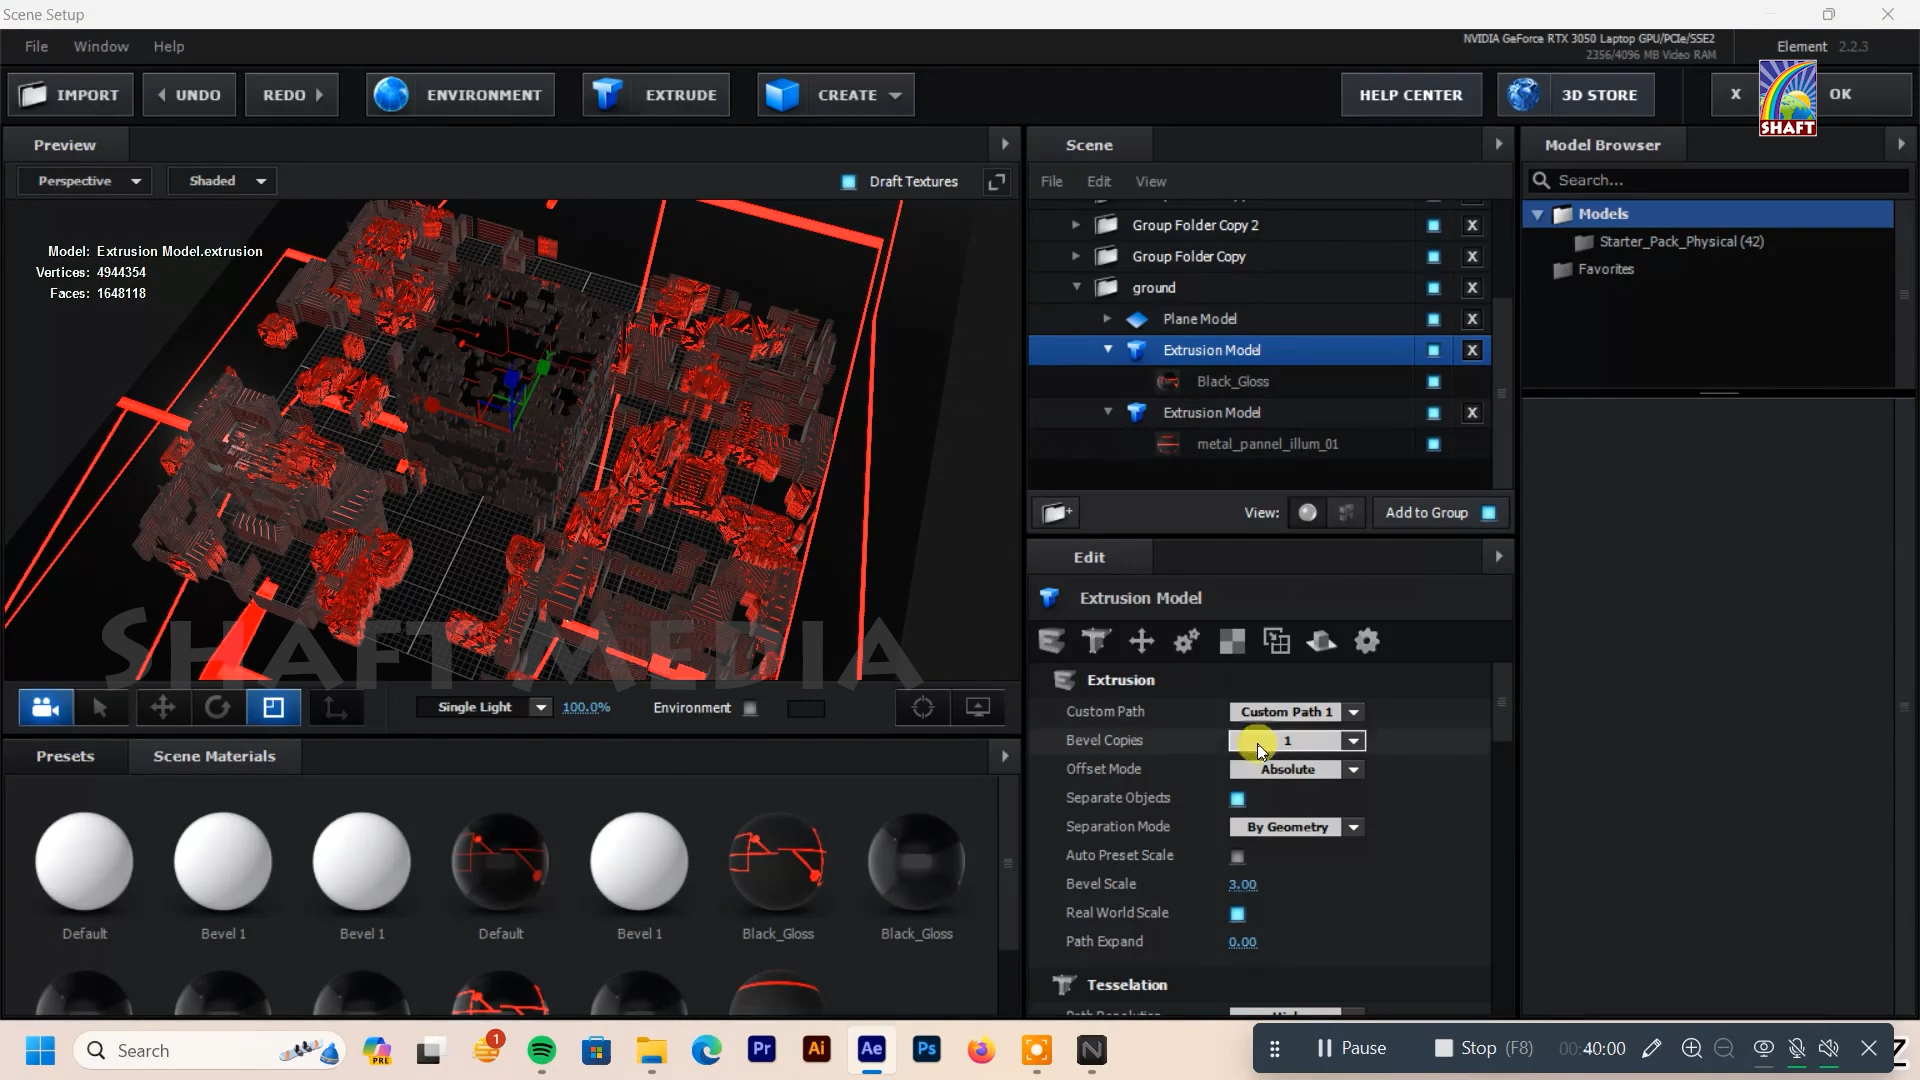 Scene Setup
File Window Help
NVIDIA GeForce RTX 3050 Laptop GPU/PCIe/SSE2
2356/4096 MB Video RAM
Element 2.2.3
IMPORT UNDO REDO ENVIRONMENT EXTRUDE CREATE HELP CENTER 3D STORE X OK
SHAFT
Preview
Perspective Shaded Draft Textures
Model: Extrusion Model.extrusion
Vertices: 4944354
Faces: 1648118
SHAFT MEDIA
Single Light 100.0% Environment
Presets Scene Materials
Default Bevel 1 Bevel 1 Default Bevel 1 Black_Gloss Black_Gloss
Scene
File Edit View
Group Folder Copy 2 X
Group Folder Copy X
ground X
Plane Model X
Extrusion Model X
Black_Gloss
Extrusion Model X
metal_pannel_illum_01
View: Add to Group
Edit
Extrusion Model
Extrusion
Custom Path Custom Path 1
Bevel Copies 1
Offset Mode Absolute
Separate Objects
Separation Mode By Geometry
Auto Preset Scale
Bevel Scale 3.00
Real World Scale
Path Expand 0.00
Tesselation
Model Browser
Search...
Models
Starter_Pack_Physical (42)
Favorites
Search PRE 1 Pr Ai Ae Ps N
Pause Stop (F8) 00:40:00